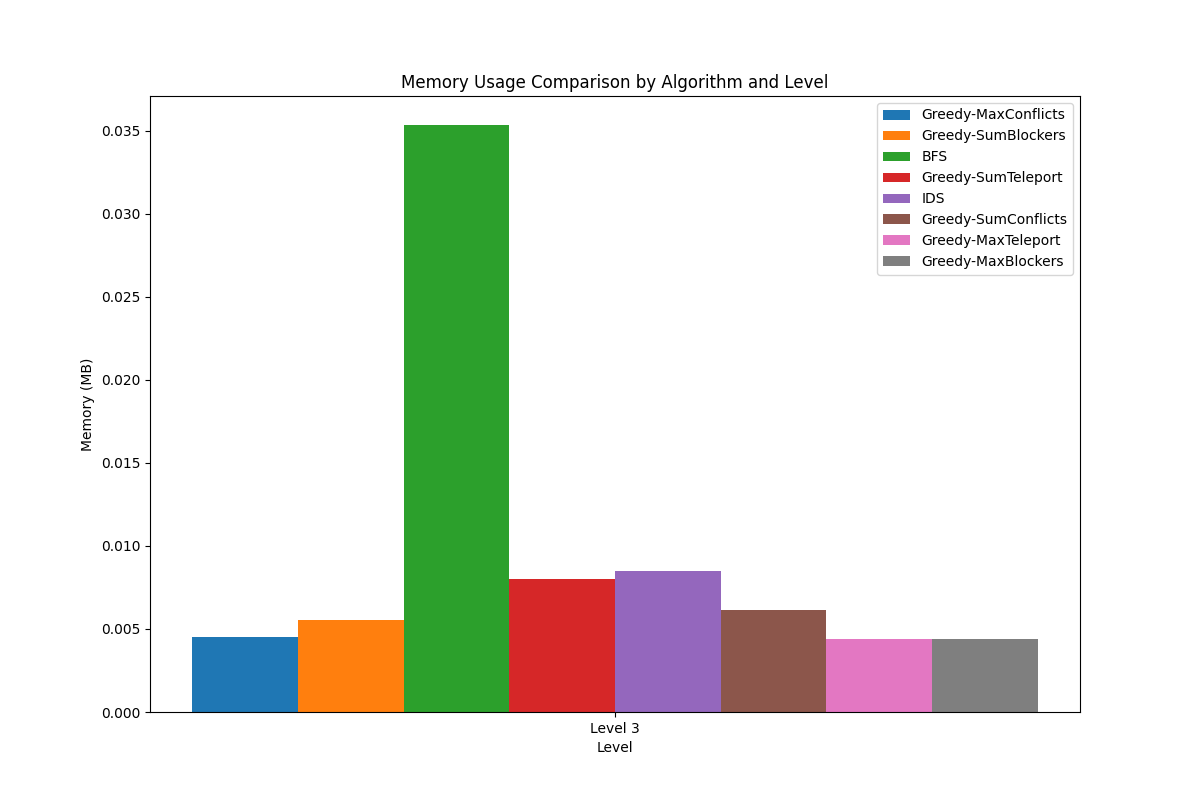 Memory Usage Comparison by Algorithm and Level
Greedy-MaxConflicts
Greedy-SumBlockers
BFS
Greedy-SumTeleport
IDS
Greedy-SumConflicts
Greedy-MaxTeleport
Greedy-MaxBlockers
Memory (MB)
0.035
0.030
0.025
0.020
0.015
0.010
0.005
0.000
Level 3
Level